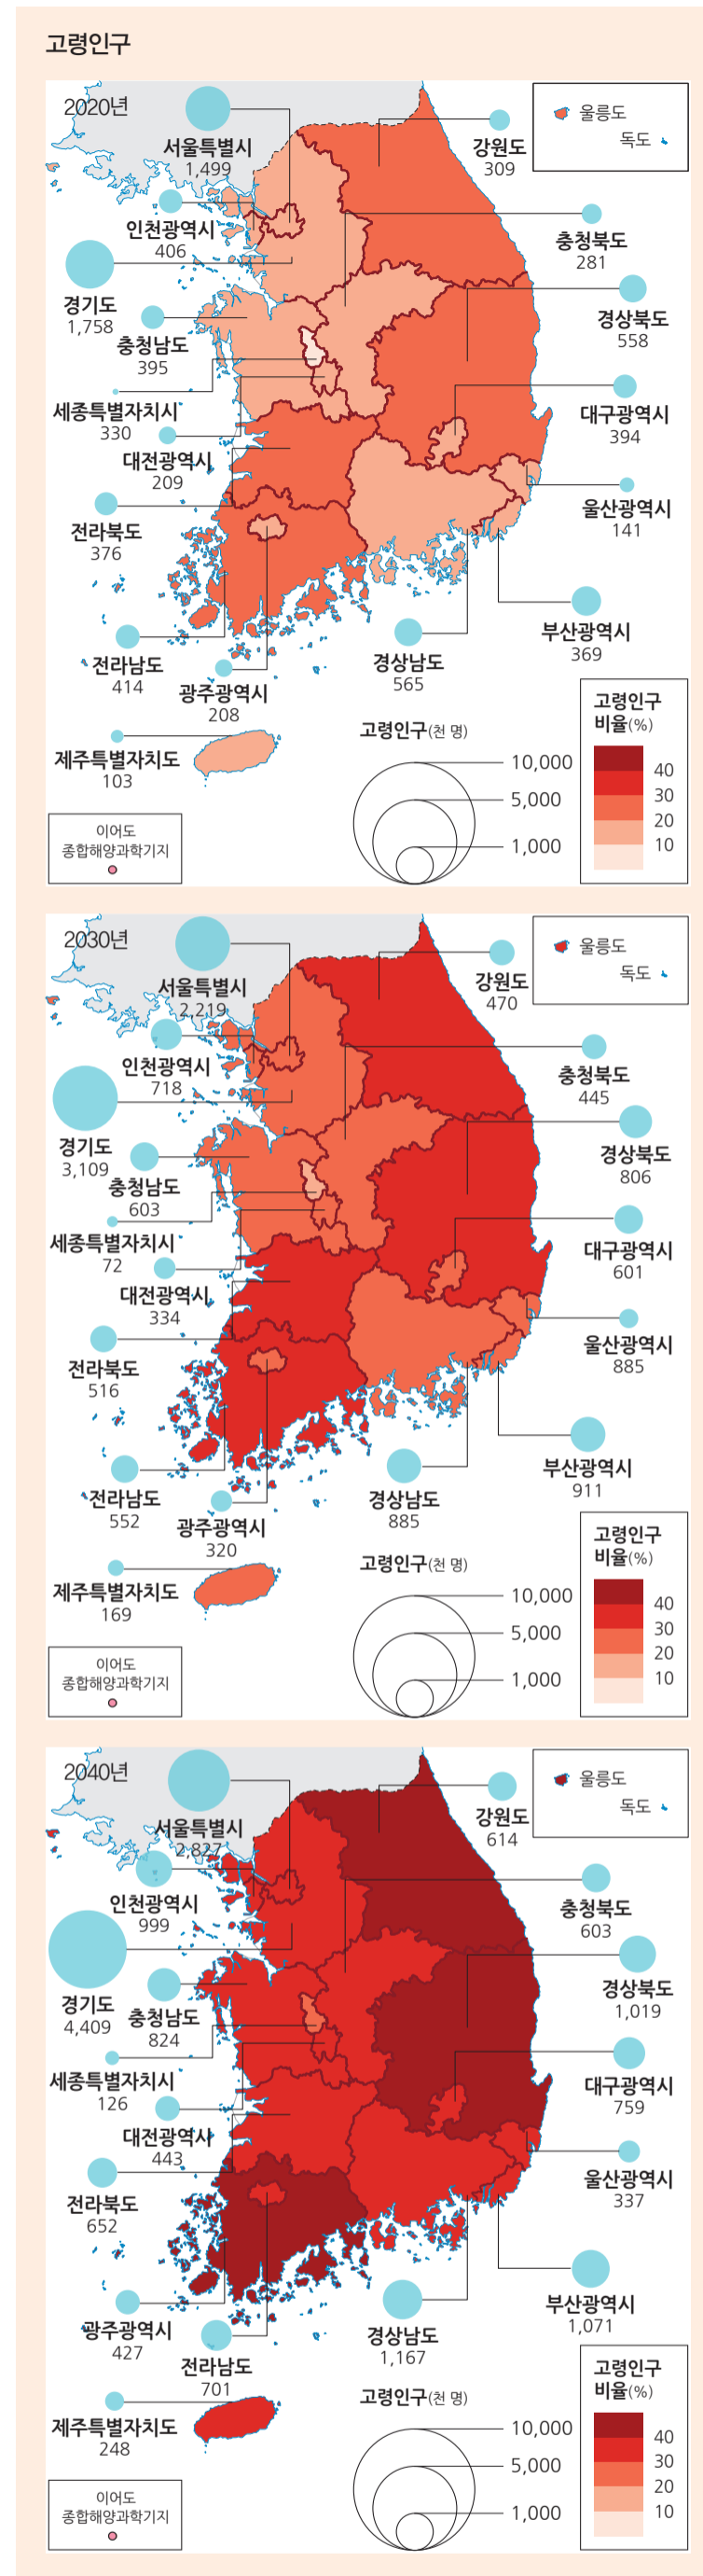 고령인구
2020년
서울특별시
1,499
강원도
309
울릉도
독도
인천광역시
406
충청북도
281
경기도
1,758
경상북도
558
충청남도
395
세종특별자치시
330
대구광역시
394
대전광역시
209
울산광역시
141
전라북도
376
부산광역시
369
전라남도
414
경상남도
565
광주광역시
208
제주특별자치도
103
이어도
종합해양과학기지
고령인구(천 명)
10,000
5,000
1,000
고령인구
비율(%)
40
30
20
10
2030년
서울특별시
2,219
강원도
470
울릉도
독도
인천광역시
718
충청북도
445
경기도
3,109
경상북도
806
충청남도
603
세종특별자치시
72
대구광역시
601
대전광역시
334
울산광역시
885
전라북도
516
부산광역시
911
전라남도
552
경상남도
885
광주광역시
320
제주특별자치도
169
이어도
종합해양과학기지
고령인구(천 명)
10,000
5,000
1,000
고령인구
비율(%)
40
30
20
10
2040년
서울특별시
2,827
강원도
614
울릉도
독도
인천광역시
999
충청북도
603
경기도
4,409
경상북도
1,019
충청남도
824
세종특별자치시
126
대구광역시
759
대전광역시
443
울산광역시
337
전라북도
652
부산광역시
1,071
광주광역시
427
경상남도
1,167
전라남도
701
제주특별자치도
248
이어도
종합해양과학기지
고령인구(천 명)
10,000
5,000
1,000
고령인구
비율(%)
40
30
20
10